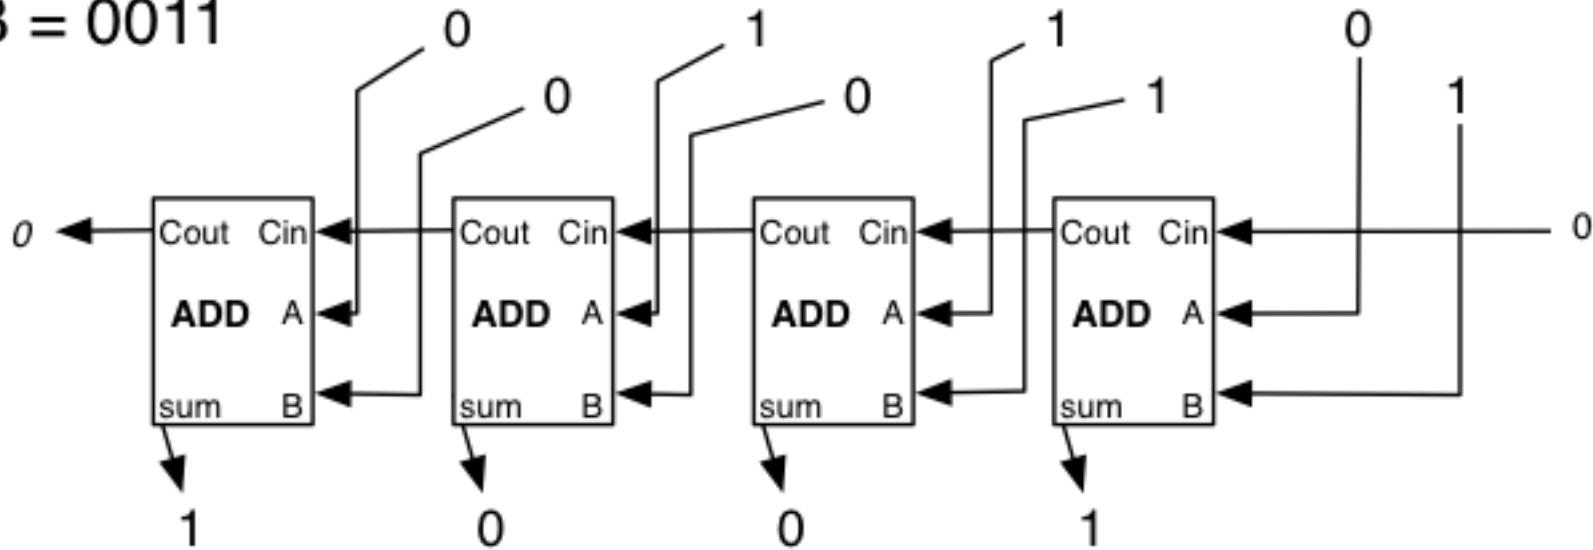 = 0011
0 1 1 0
0 0 1 1
0 Cout Cin Cout Cin Cout Cin Cout Cin 0
ADD A ADD A ADD A ADD A
sum B sum B sum B sum B
1 0 0 1